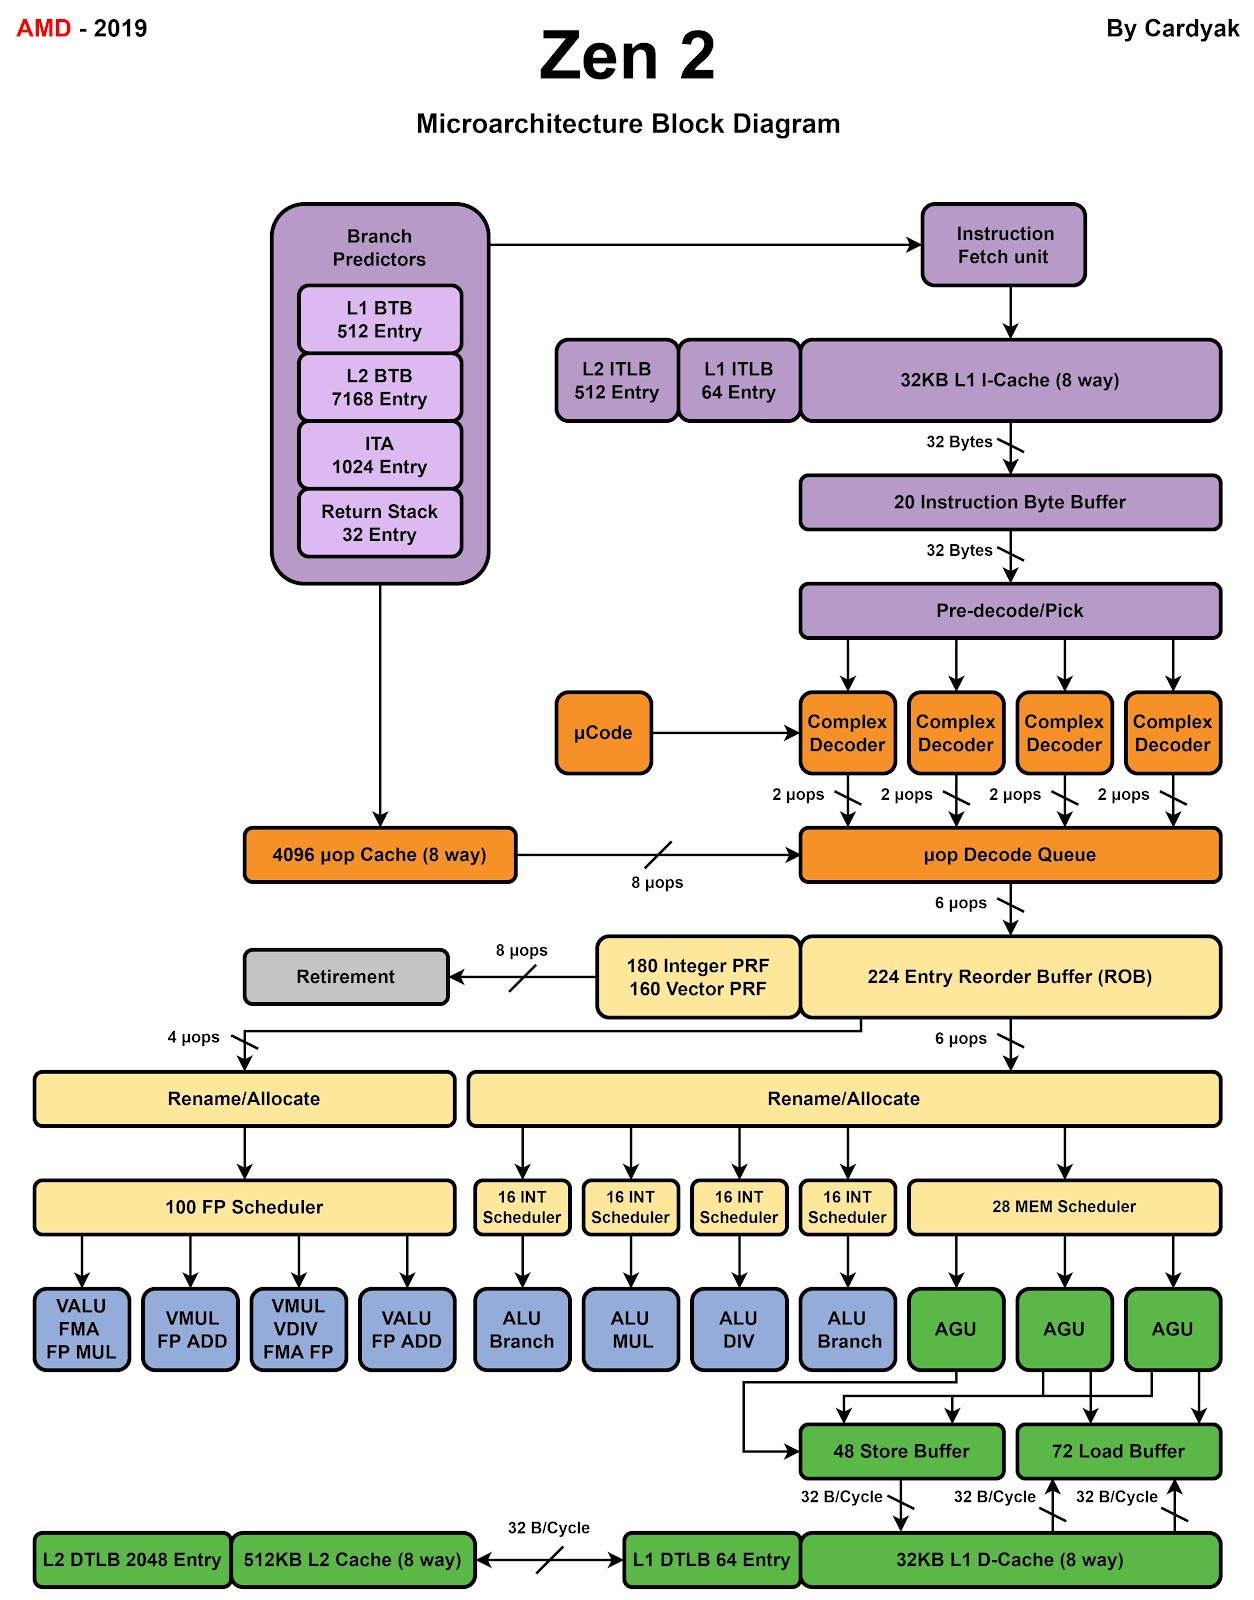 AMD - 2019
By Cardyak
Zen 2
Microarchitecture Block Diagram
Branch
Predictors
L1 BTB
512 Entry
L2 BTB
7168 Entry
ITA
1024 Entry
Return Stack
32 Entry
Instruction
Fetch unit
L2 ITLB
512 Entry
L1 ITLB
64 Entry
32KB L1 I-Cache (8 way)
32 Bytes
20 Instruction Byte Buffer
32 Bytes
Pre-decode/Pick
µCode
Complex
Decoder
Complex
Decoder
Complex
Decoder
Complex
Decoder
2 µops
2 µops
2 µops
2 µops
4096 µop Cache (8 way)
8 µops
µop Decode Queue
6 µops
Retirement
8 µops
180 Integer PRF
160 Vector PRF
224 Entry Reorder Buffer (ROB)
4 µops
6 µops
Rename/Allocate
Rename/Allocate
100 FP Scheduler
16 INT
Scheduler
16 INT
Scheduler
16 INT
Scheduler
16 INT
Scheduler
28 MEM Scheduler
VALU
FMA
FP MUL
VMUL
FP ADD
VMUL
VDIV
FMA FP
VALU
FP ADD
ALU
Branch
ALU
MUL
ALU
DIV
ALU
Branch
AGU
AGU
AGU
48 Store Buffer
72 Load Buffer
32 B/Cycle
32 B/Cycle
32 B/Cycle
L2 DTLB 2048 Entry
512KB L2 Cache (8 way)
32 B/Cycle
L1 DTLB 64 Entry
32KB L1 D-Cache (8 way)